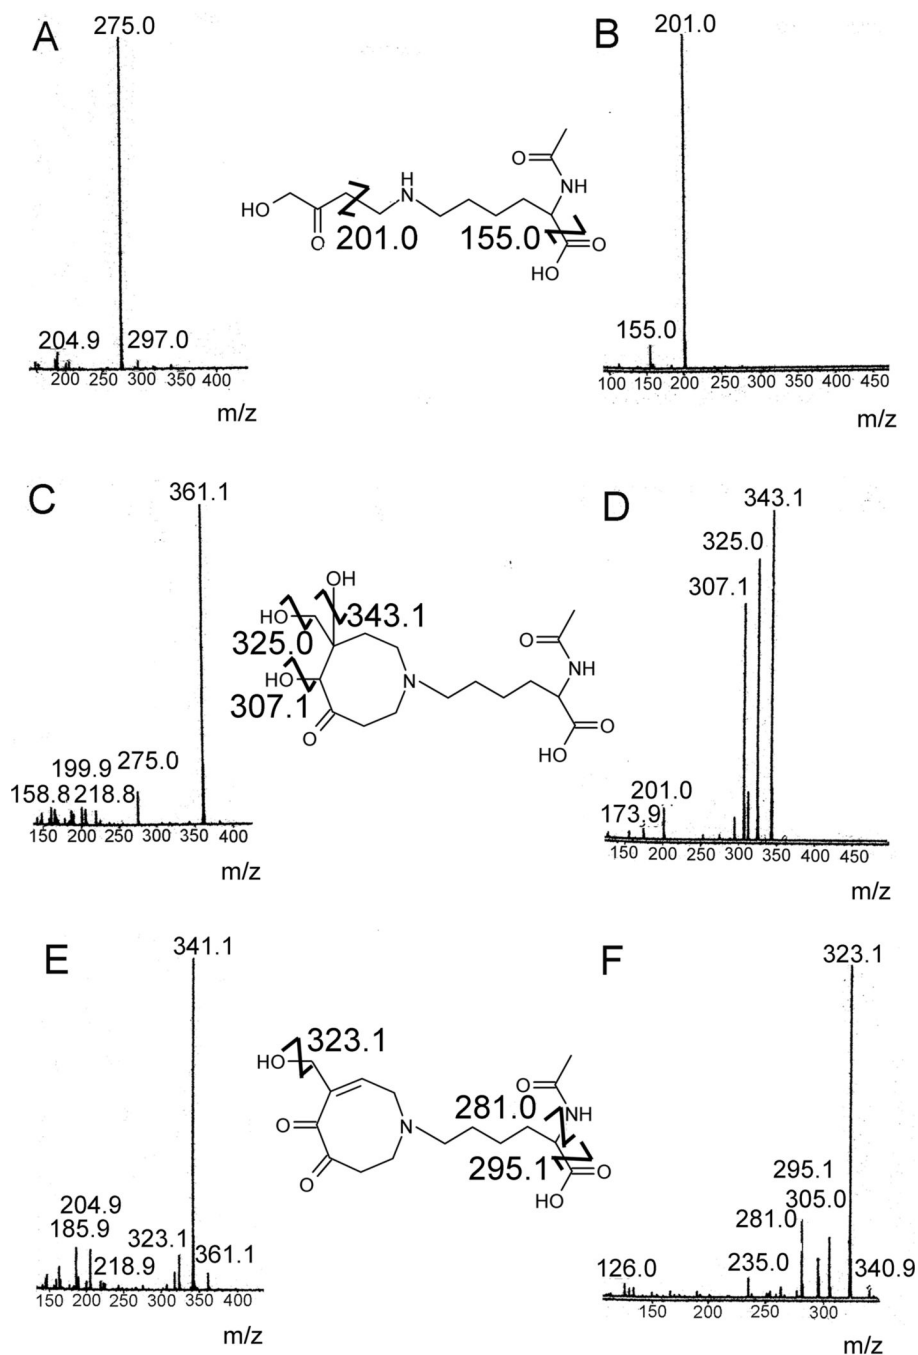 A
275.0
204.9
297.0
200 250 300 350 400
m/z
HO
O
H
N
O
NH
O
HO
201.0
155.0
B
201.0
155.0
100 150 200 250 300 350 400 450
m/z
C
361.1
275.0
199.9
158.8
218.8
150 200 250 300 350 400
m/z
OH
HO
343.1
325.0
HO
307.1
O
N
O
NH
O
HO
D
343.1
325.0
307.1
201.0
173.9
150 200 250 300 350 400 450
m/z
E
341.1
204.9
185.9
323.1
218.9
361.1
150 200 250 300 350 400
m/z
HO
323.1
O
O
N
O
NH
281.0
295.1
O
HO
F
323.1
295.1
305.0
281.0
235.0
126.0
340.9
150 200 250 300
m/z